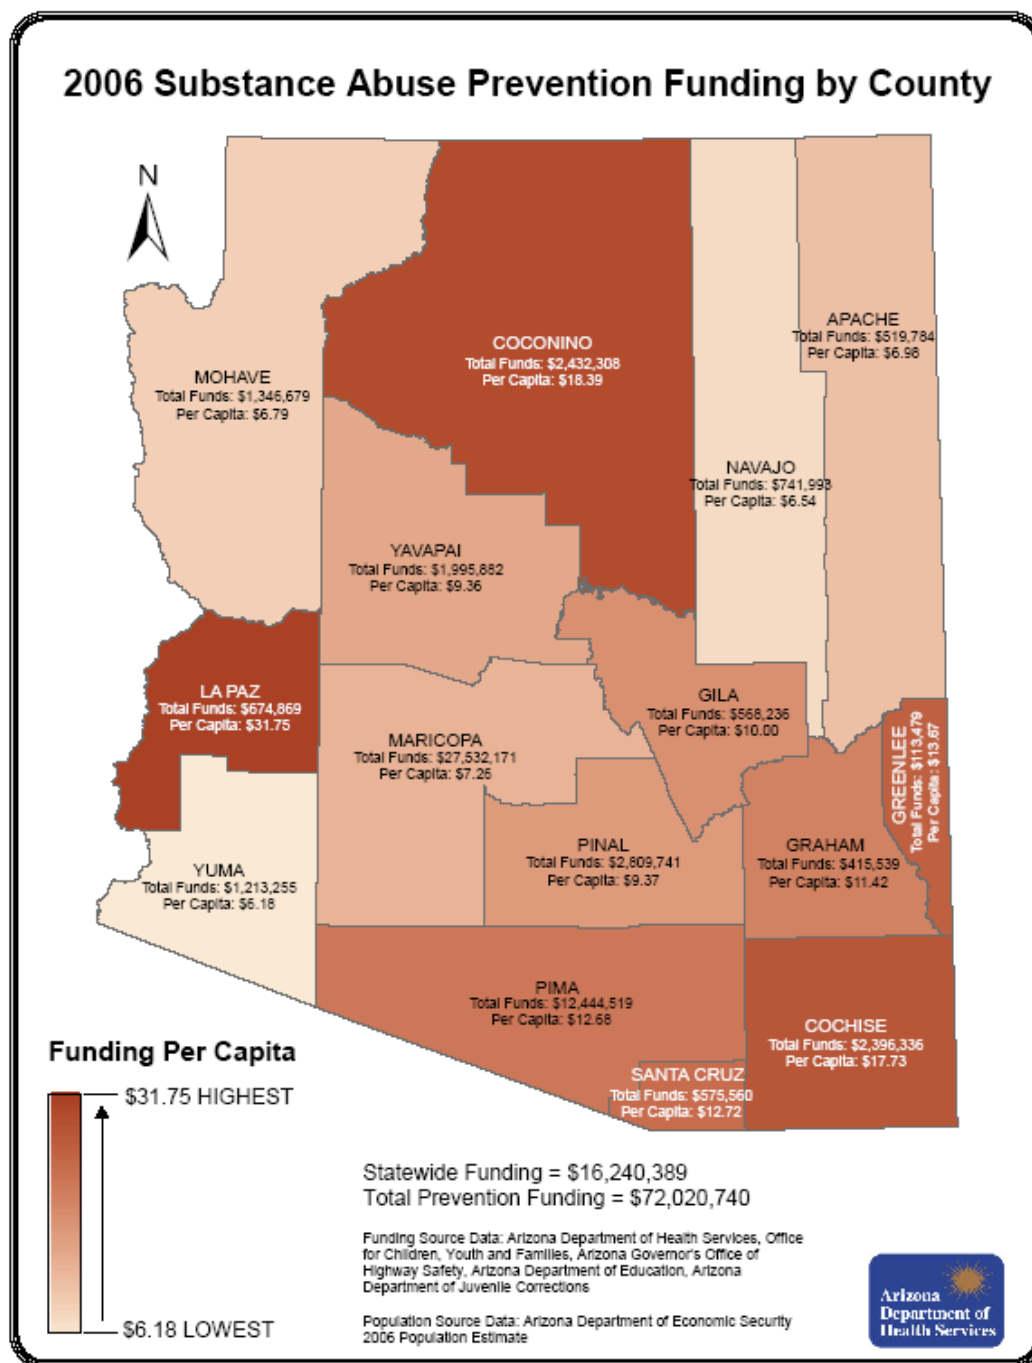 2006 Substance Abuse Prevention Funding by County
N
COCONINO
Total Funds: $2,432,308
Per Capita: $18.39
APACHE
Total Funds: $519,784
Per Capita: $6.98
MOHAVE
Total Funds: $1,346,679
Per Capita: $6.79
NAVAJO
Total Funds: $741,993
Per Capita: $6.54
YAVAPAI
Total Funds: $1,995,882
Per Capita: $9.36
LA PAZ
Total Funds: $674,869
Per Capita: $31.75
GILA
Total Funds: $568,236
Per Capita: $10.00
MARICOPA
Total Funds: $27,532,171
Per Capita: $7.26
GREENLEE
Total Funds: $113,479
Per Capita: $13.67
PINAL
Total Funds: $2,809,741
Per Capita: $9.37
GRAHAM
Total Funds: $415,539
Per Capita: $11.42
YUMA
Total Funds: $1,213,255
Per Capita: $6.18
PIMA
Total Funds: $12,444,519
Per Capita: $12.68
COCHISE
Total Funds: $2,396,336
Per Capita: $17.73
SANTA CRUZ
Total Funds: $575,560
Per Capita: $12.72
Funding Per Capita
$31.75 HIGHEST
$6.18 LOWEST
Statewide Funding = $16,240,389
Total Prevention Funding = $72,020,740
Funding Source Data: Arizona Department of Health Services, Office
for Children, Youth and Families, Arizona Governor's Office of
Highway Safety, Arizona Department of Education, Arizona
Department of Juvenile Corrections
Population Source Data: Arizona Department of Economic Security
2006 Population Estimate
Arizona
Department of
Health Services